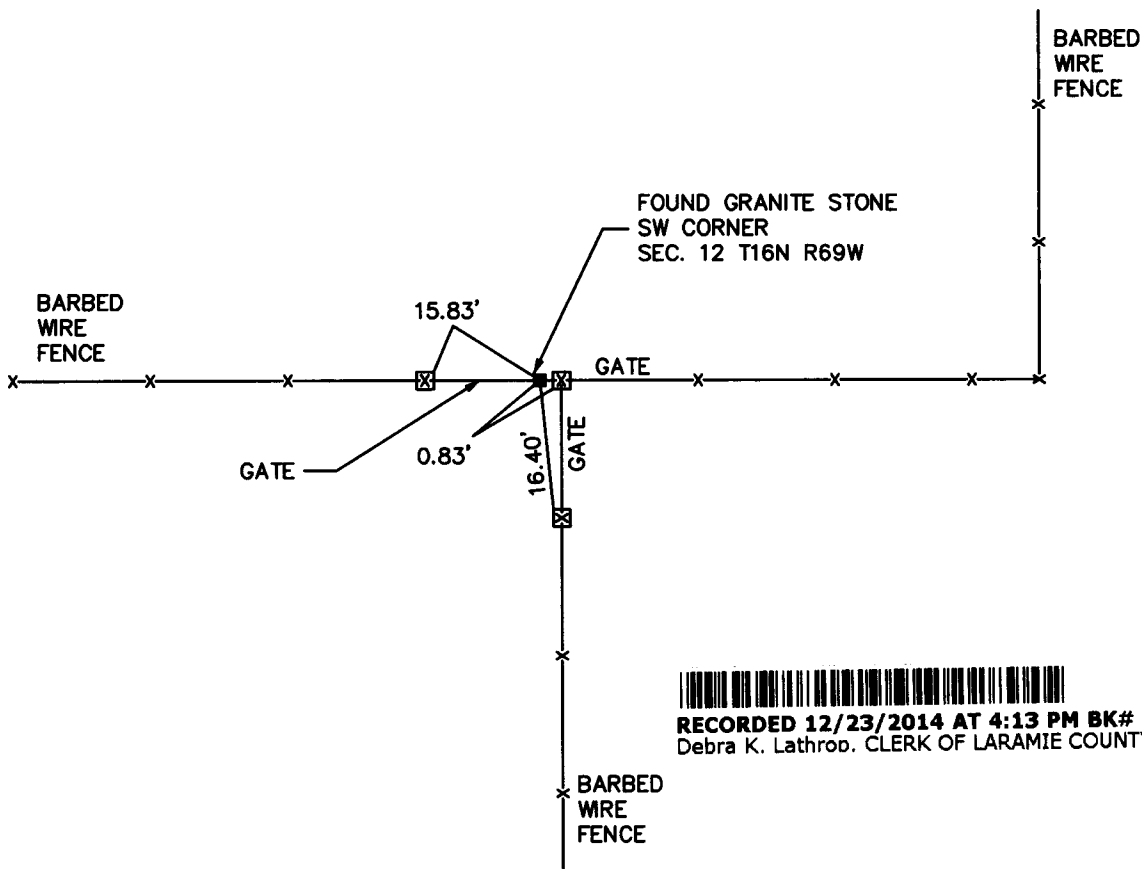 BARBED
WIRE
FENCE
FOUND GRANITE STONE
SW CORNER
SEC. 12 T16N R69W
BARBED
WIRE
FENCE
15.83'
GATE
0.83'
16.40'
GATE
GATE
RECORDED 12/23/2014 AT 4:13 PM BK#
Debra K. Lathrop, CLERK OF LARAMIE COUNTY
BARBED
WIRE
FENCE